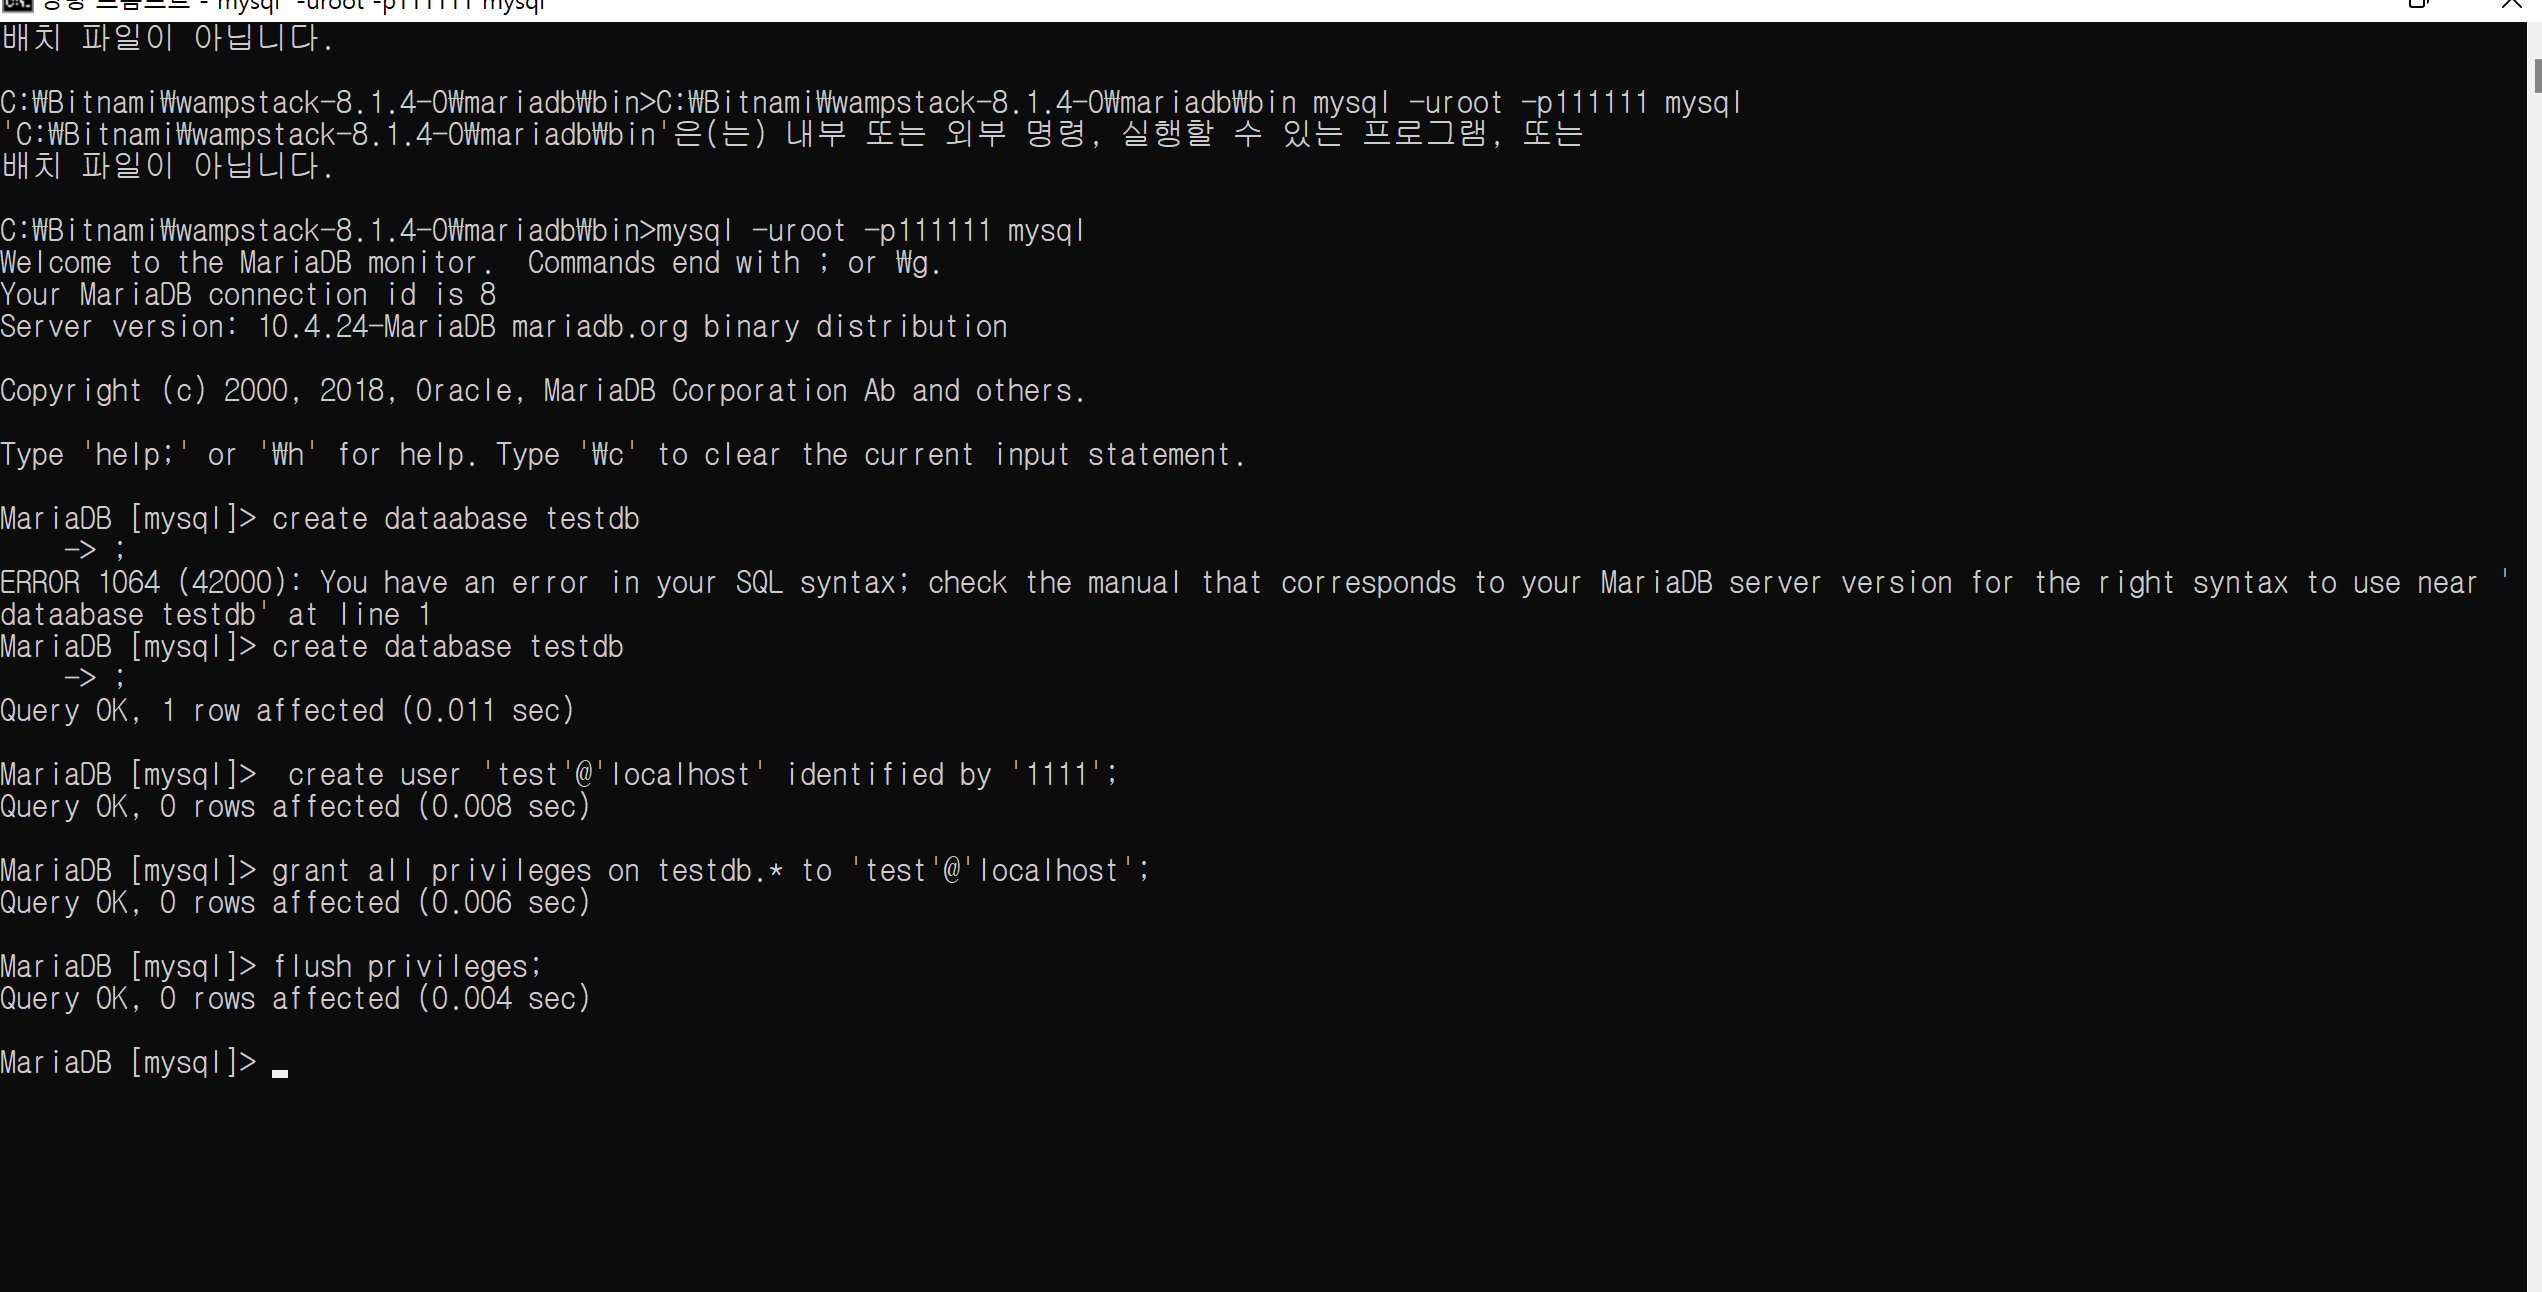 명령 프롬프트 - mysql -uroot -p111111 mysql
배치 파일이 아닙니다.
C:₩Bitnami₩wampstack-8.1.4-0₩mariadb₩bin>C:₩Bitnami₩wampstack-8.1.4-0₩mariadb₩bin mysql -uroot -p111111 mysql
'C:₩Bitnami₩wampstack-8.1.4-0₩mariadb₩bin'은(는) 내부 또는 외부 명령, 실행할 수 있는 프로그램, 또는
배치 파일이 아닙니다.
C:₩Bitnami₩wampstack-8.1.4-0₩mariadb₩bin>mysql -uroot -p111111 mysql
Welcome to the MariaDB monitor.  Commands end with ; or ₩g.
Your MariaDB connection id is 8
Server version: 10.4.24-MariaDB mariadb.org binary distribution
Copyright (c) 2000, 2018, Oracle, MariaDB Corporation Ab and others.
Type 'help;' or '₩h' for help. Type '₩c' to clear the current input statement.
MariaDB [mysql]> create dataabase testdb
    -> ;
ERROR 1064 (42000): You have an error in your SQL syntax; check the manual that corresponds to your MariaDB server version for the right syntax to use near '
dataabase testdb' at line 1
MariaDB [mysql]> create database testdb
    -> ;
Query OK, 1 row affected (0.011 sec)
MariaDB [mysql]>  create user 'test'@'localhost' identified by '1111';
Query OK, 0 rows affected (0.008 sec)
MariaDB [mysql]> grant all privileges on testdb.* to 'test'@'localhost';
Query OK, 0 rows affected (0.006 sec)
MariaDB [mysql]> flush privileges;
Query OK, 0 rows affected (0.004 sec)
MariaDB [mysql]>